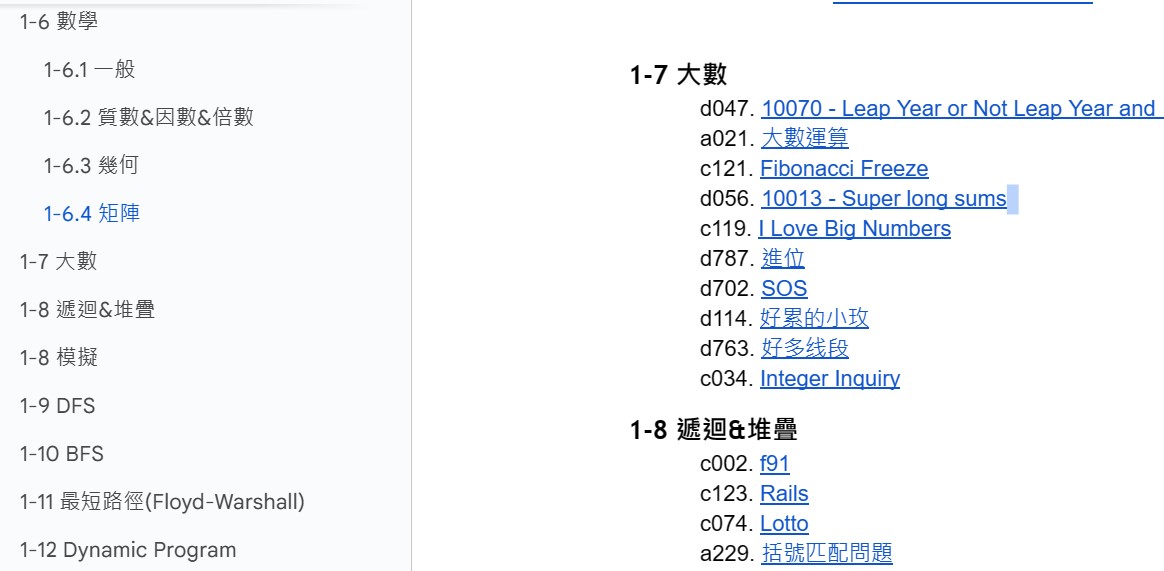 1-6 數學
1-6.1 一般
1-6.2 質數&因數&倍數
1-6.3 幾何
1-6.4 矩陣
1-7 大數
1-8 遞迴&堆疊
1-8 模擬
1-9 DFS
1-10 BFS
1-11 最短路徑(Floyd-Warshall)
1-12 Dynamic Program
1-7 大數
d047. 10070 - Leap Year or Not Leap Year and
a021. 大數運算
c121. Fibonacci Freeze
d056. 10013 - Super long sums
c119. I Love Big Numbers
d787. 進位
d702. SOS
d114. 好累的小玫
d763. 好多线段
c034. Integer Inquiry
1-8 遞迴&堆疊
c002. f91
c123. Rails
c074. Lotto
a229. 括號匹配問題